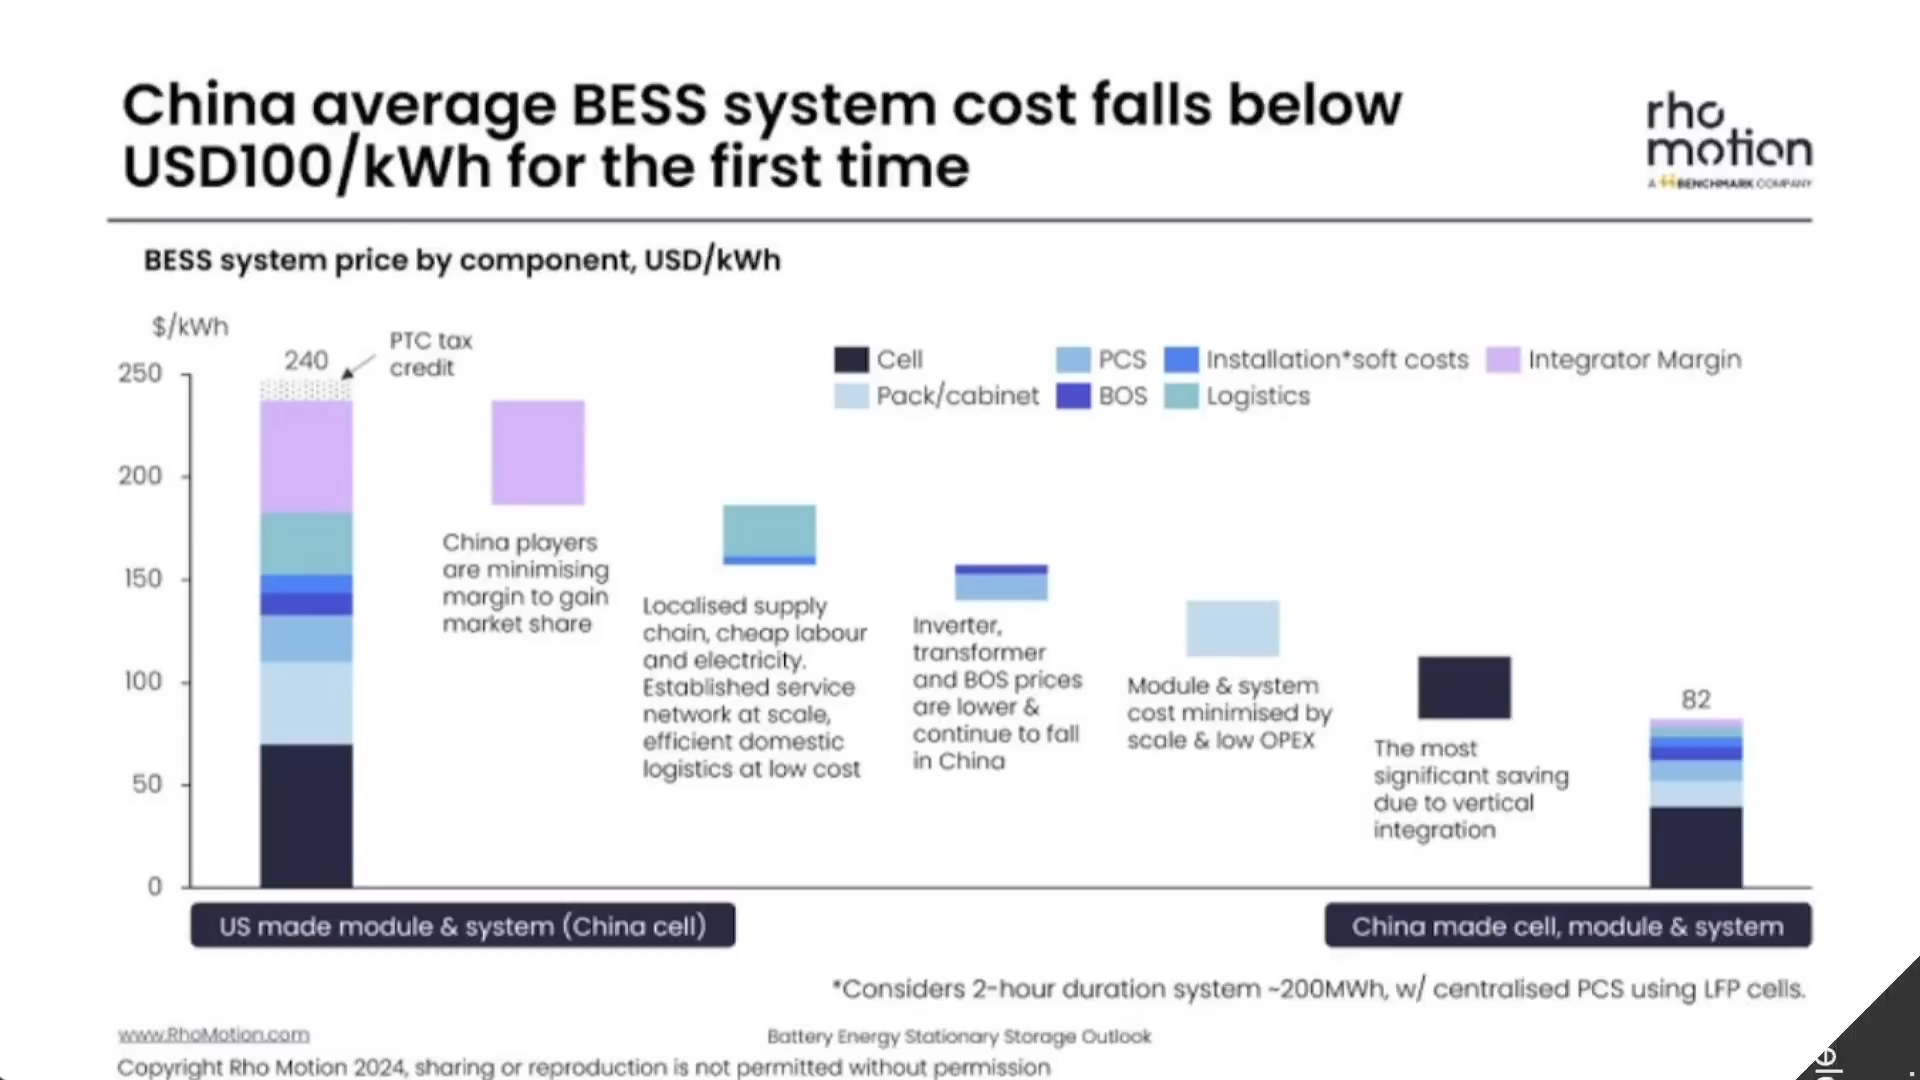 China average BESS system cost falls below
USD100/kWh for the first time
rho
motion
A BENCHMARK COMPANY
BESS system price by component, USD/kWh
$/kWh
PTC tax
credit
240
Cell
PCS
Installation*soft costs
Integrator Margin
Pack/cabinet
BOS
Logistics
250
200
150
100
50
0
China players
are minimising
margin to gain
market share
Localised supply
chain, cheap labour
and electricity.
Established service
network at scale,
efficient domestic
logistics at low cost
Inverter,
transformer
and BOS prices
are lower &
continue to fall
in China
Module & system
cost minimised by
scale & low OPEX
The most
significant saving
due to vertical
integration
82
US made module & system (China cell)
China made cell, module & system
*Considers 2-hour duration system ~200MWh, w/ centralised PCS using LFP cells.
www.RhoMotion.com
Battery Energy Stationary Storage Outlook
Copyright Rho Motion 2024, sharing or reproduction is not permitted without permission